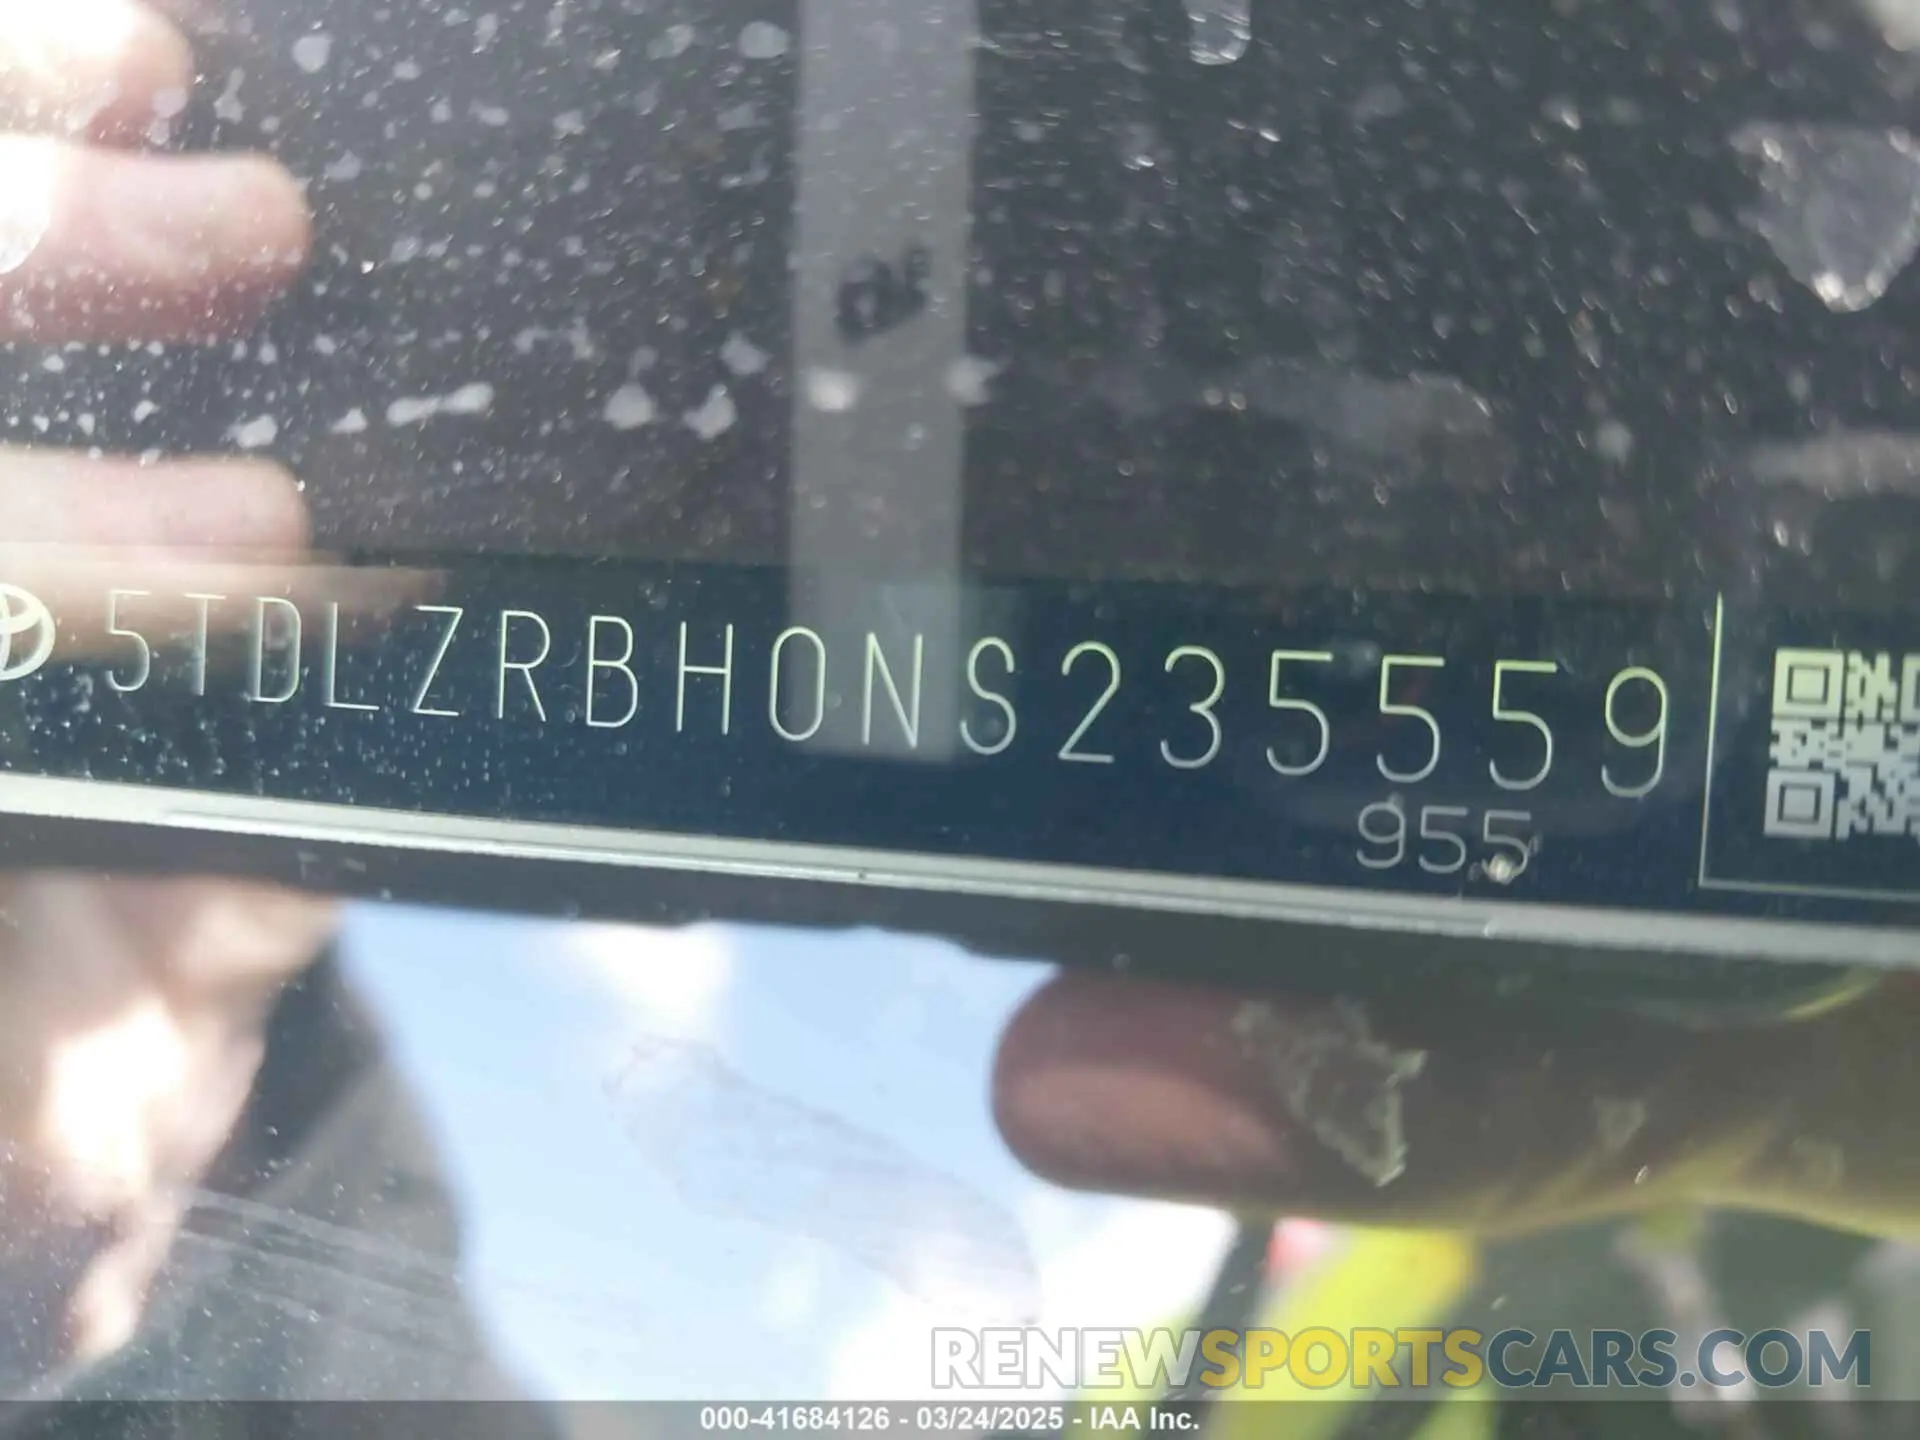 5TDLZRBH0NS235559
955
RENEWSPORTSCARS.COM
000-41684126 - 03/24/2025 - IAA Inc.